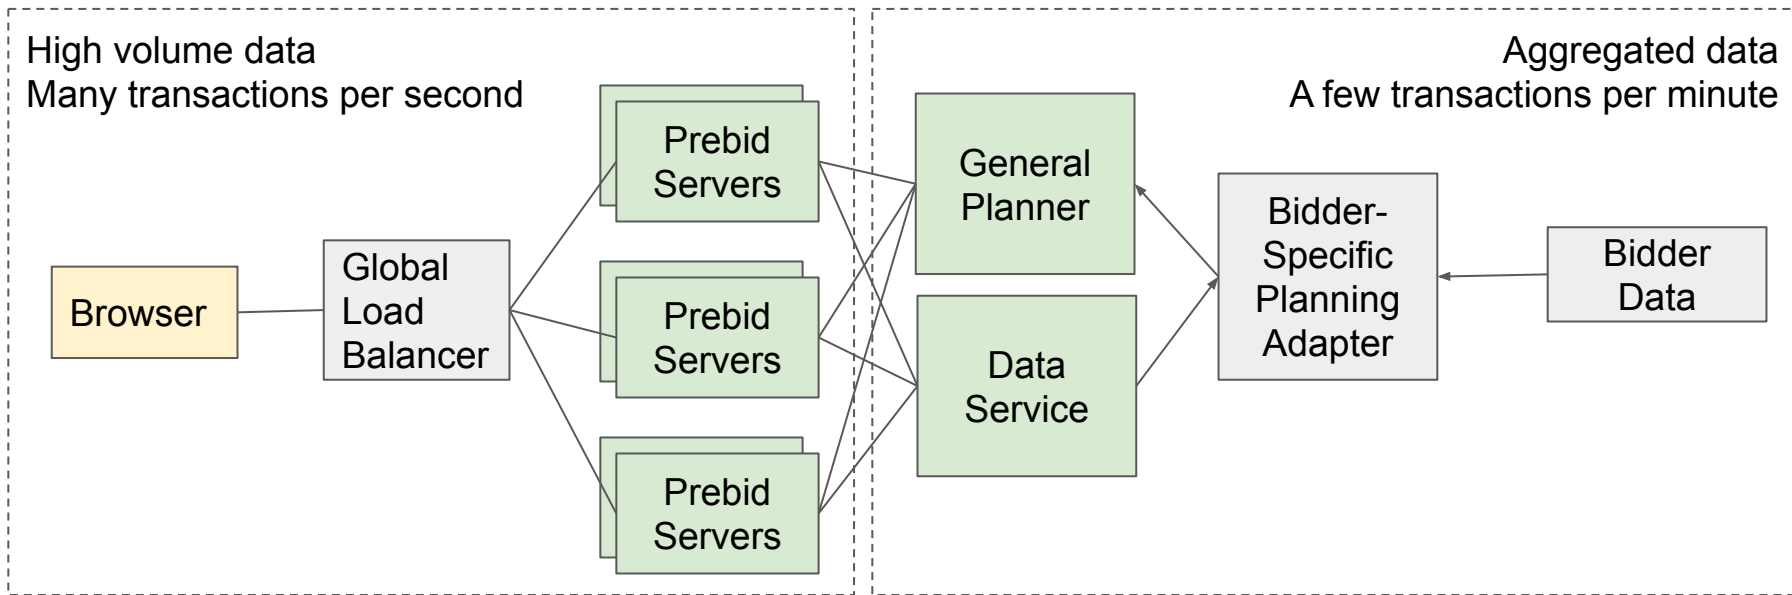 High volume data
Many transactions per second
Aggregated data
A few transactions per minute
Browser
Global
Load
Balancer
Prebid
Servers
Prebid
Servers
Prebid
Servers
General
Planner
Data
Service
Bidder-
Specific
Planning
Adapter
Bidder
Data